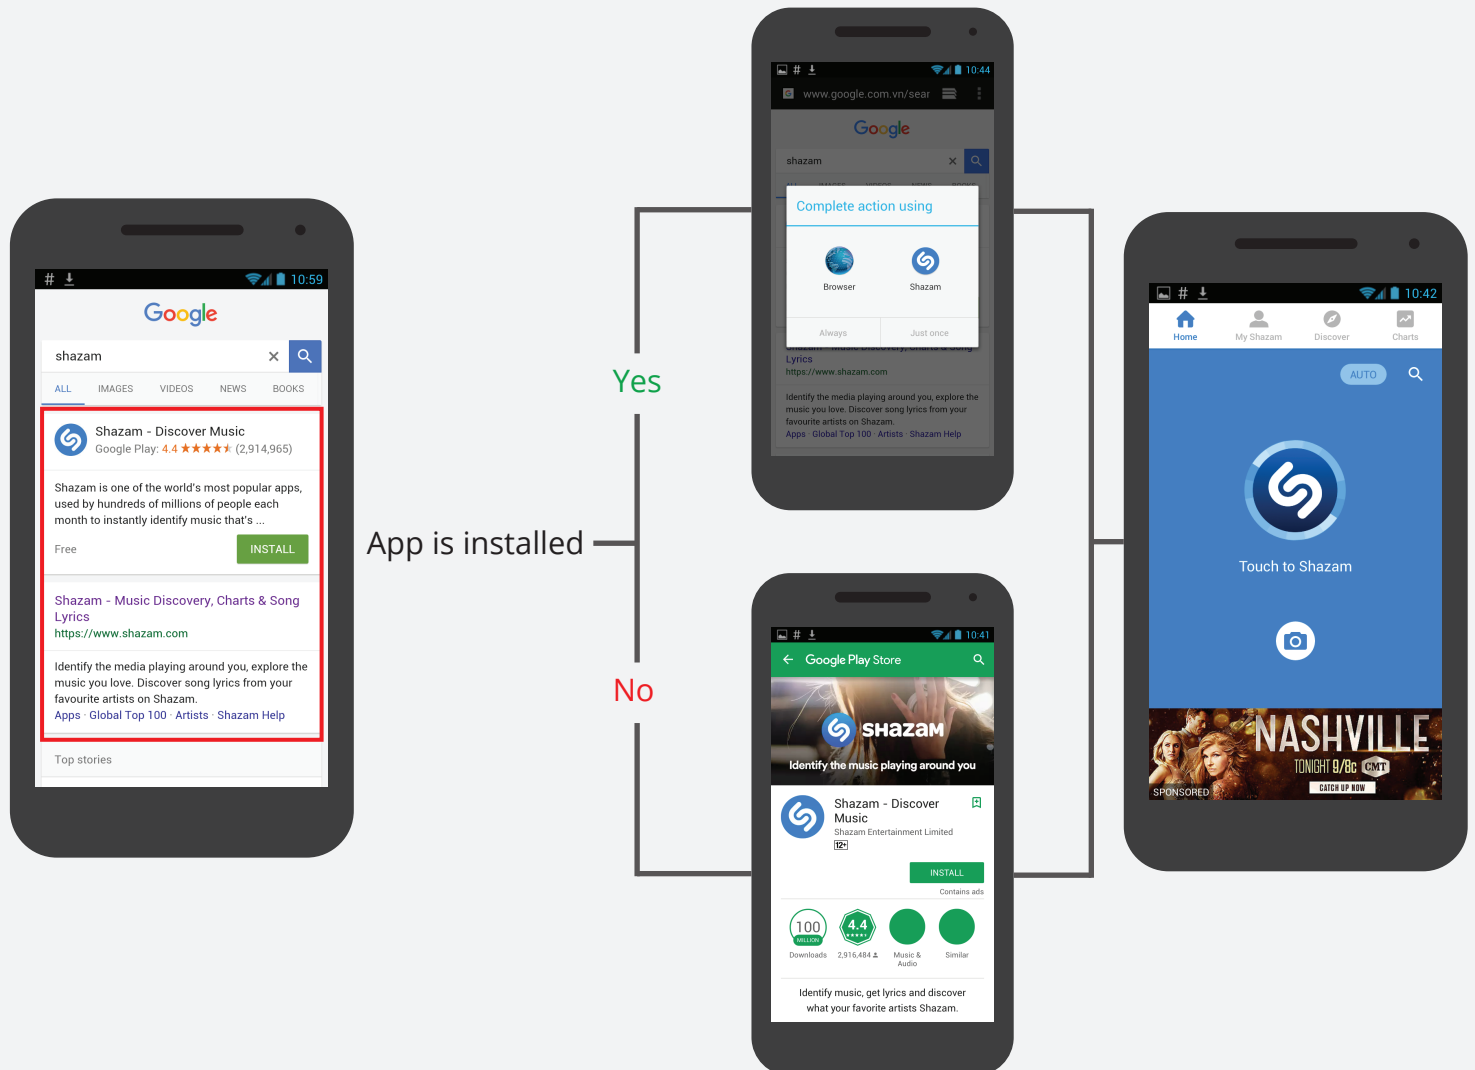 # 10:59
Google
shazam ×
ALL IMAGES VIDEOS NEWS BOOKS
Shazam - Discover Music
Google Play: 4.4 ★★★★★ (2,914,965)
Shazam is one of the world's most popular apps,
used by hundreds of millions of people each
month to instantly identify music that's ...
Free INSTALL
Shazam - Music Discovery, Charts & Song
Lyrics
https://www.shazam.com
Identify the media playing around you, explore the
music you love. Discover song lyrics from your
favourite artists on Shazam.
Apps · Global Top 100 · Artists · Shazam Help
Top stories
App is installed
Yes
No
# 10:44
G www.google.com.vn/sear
Google
shazam ×
ALL IMAGES VIDEOS NEWS BOOKS
Complete action using
Browser Shazam
Always Just once
Shazam - Music Discovery, Charts & Song
Lyrics
https://www.shazam.com
Identify the media playing around you, explore the
music you love. Discover song lyrics from your
favourite artists on Shazam.
Apps · Global Top 100 · Artists · Shazam Help
# 10:41
Google Play Store
SHAZAM
Identify the music playing around you
Shazam - Discover
Music
Shazam Entertainment Limited
12+
INSTALL
Contains ads
100 4.4
MILLION ★★★★★
Downloads 2,916,484 Music & Similar
Audio
Identify music, get lyrics and discover
what your favorite artists Shazam.
# 10:42
Home My Shazam Discover Charts
AUTO
Touch to Shazam
NASHVILLE
TONIGHT 9/8c CMT
CATCH UP NOW
SPONSORED